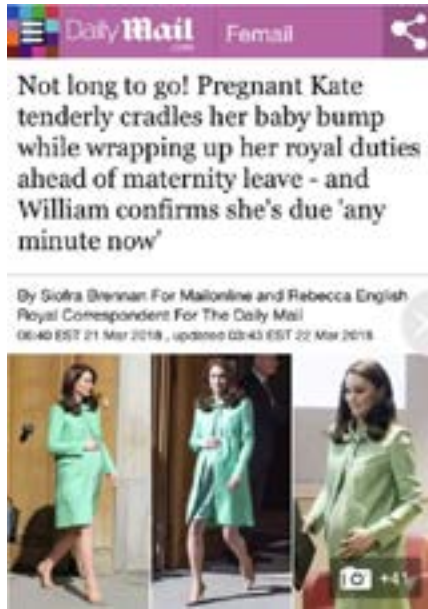 Daily Mail
.com
Femail
Not long to go! Pregnant Kate
tenderly cradles her baby bump
while wrapping up her royal duties
ahead of maternity leave - and
William confirms she's due 'any
minute now'
By Siofra Brennan For Mailonline and Rebecca English
Royal Correspondent For The Daily Mail
06:40 EST 21 Mar 2018, updated 03:43 EST 22 Mar 2018
+41